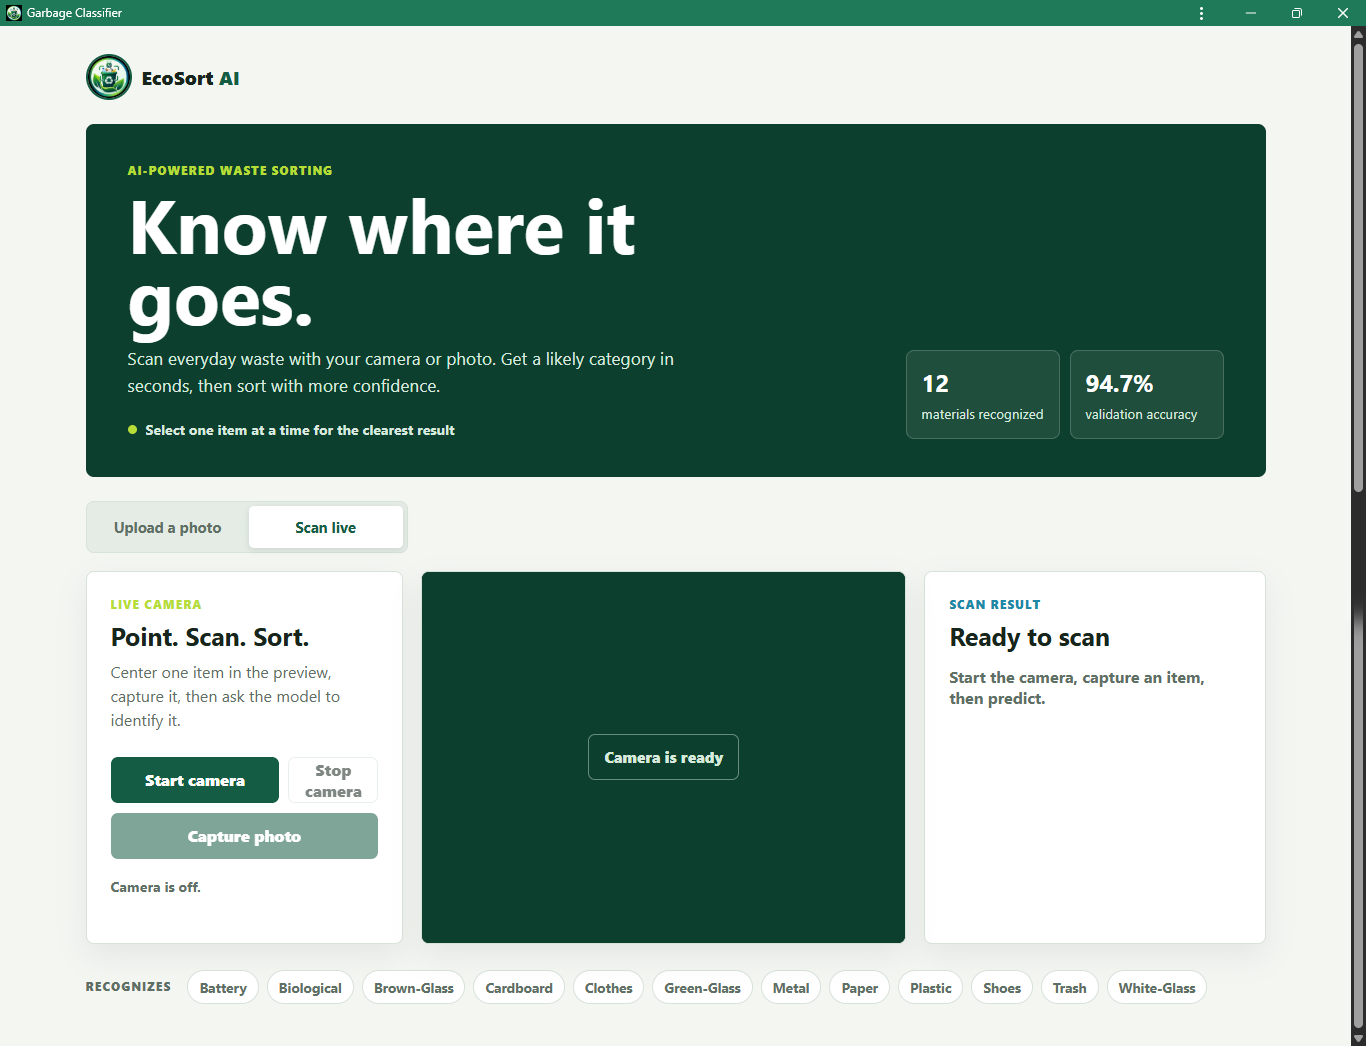 Garbage Classifier
EcoSort AI
AI-POWERED WASTE SORTING
Know where it
goes.
Scan everyday waste with your camera or photo. Get a likely category in
seconds, then sort with more confidence.
Select one item at a time for the clearest result
12
materials recognized
94.7%
validation accuracy
Upload a photo
Scan live
LIVE CAMERA
Point. Scan. Sort.
Center one item in the preview,
capture it, then ask the model to
identify it.
Start camera
Stop
camera
Capture photo
Camera is off.
Camera is ready
SCAN RESULT
Ready to scan
Start the camera, capture an item,
then predict.
RECOGNIZES Battery Biological Brown-Glass Cardboard Clothes Green-Glass Metal Paper Plastic Shoes Trash White-Glass